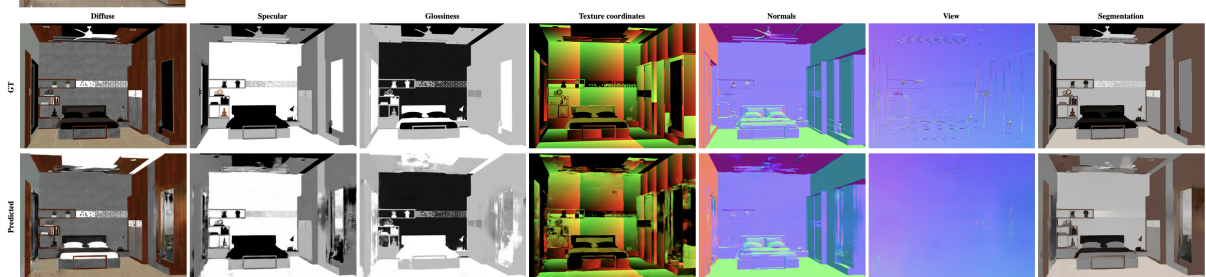 Diffuse Specular Glossiness Texture coordinates Normals View Segmentation
GT
Predicted